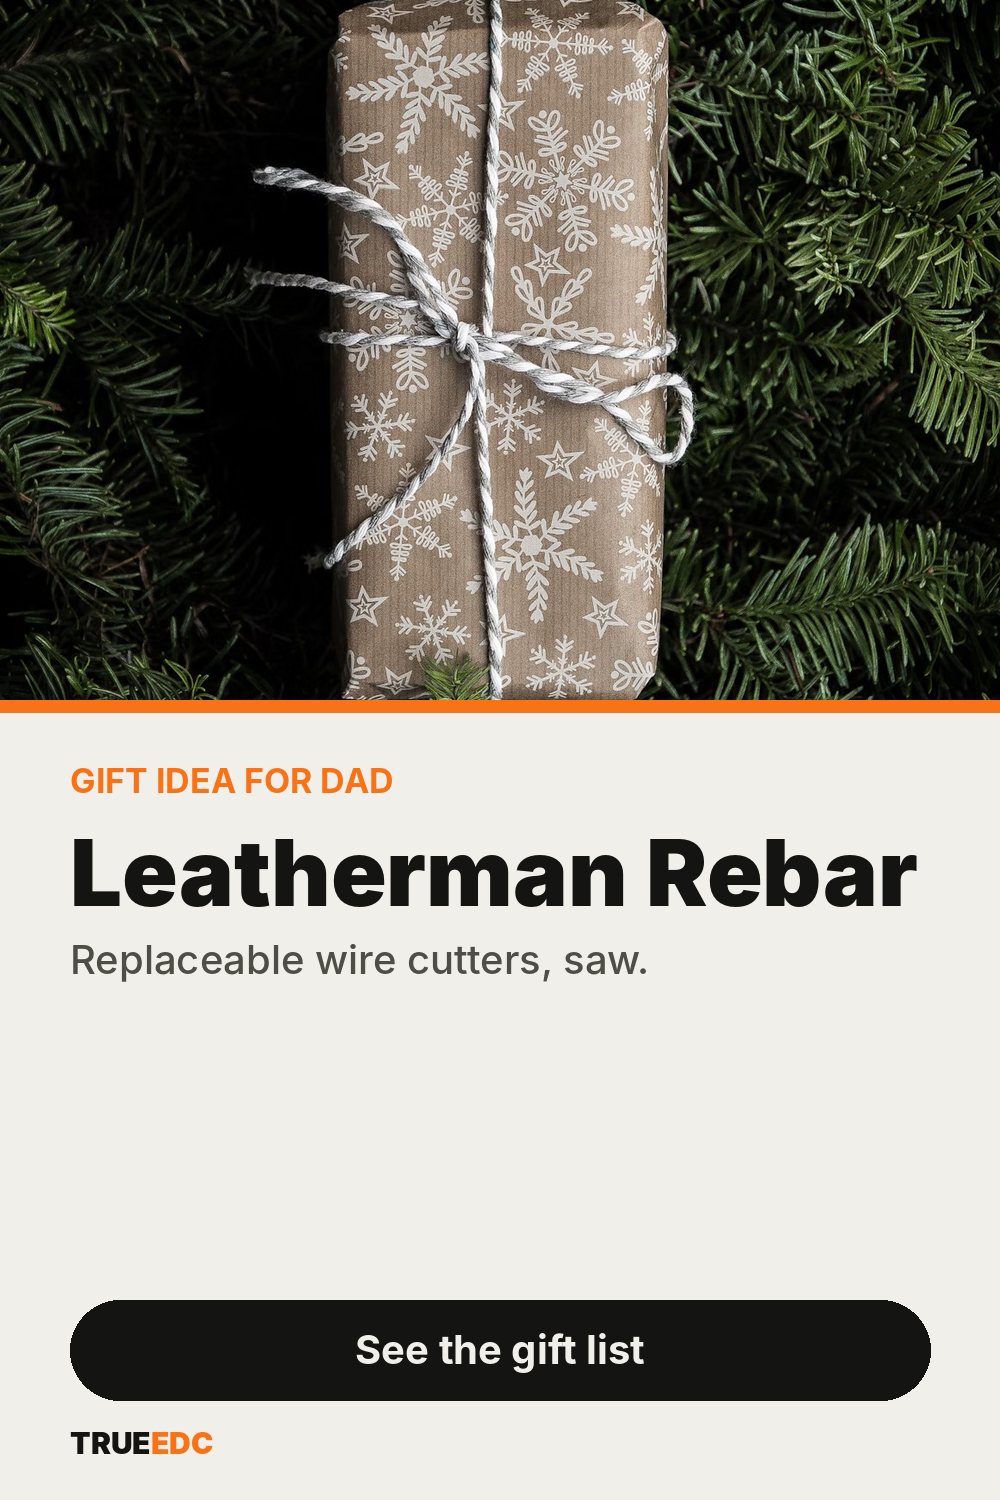 GIFT IDEA FOR DAD
Leatherman Rebar
Replaceable wire cutters, saw.
See the gift list
TRUEEDC